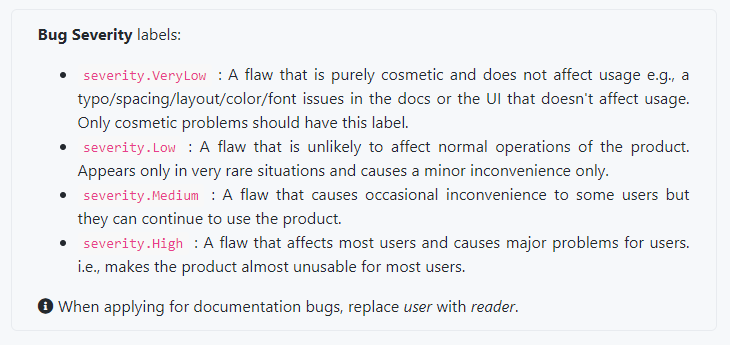 Bug Severity labels:
severity.VeryLow : A flaw that is purely cosmetic and does not affect usage e.g., a
typo/spacing/layout/color/font issues in the docs or the UI that doesn't affect usage.
Only cosmetic problems should have this label.
severity.Low : A flaw that is unlikely to affect normal operations of the product.
Appears only in very rare situations and causes a minor inconvenience only.
severity.Medium : A flaw that causes occasional inconvenience to some users but
they can continue to use the product.
severity.High : A flaw that affects most users and causes major problems for users.
i.e., makes the product almost unusable for most users.
When applying for documentation bugs, replace user with reader.